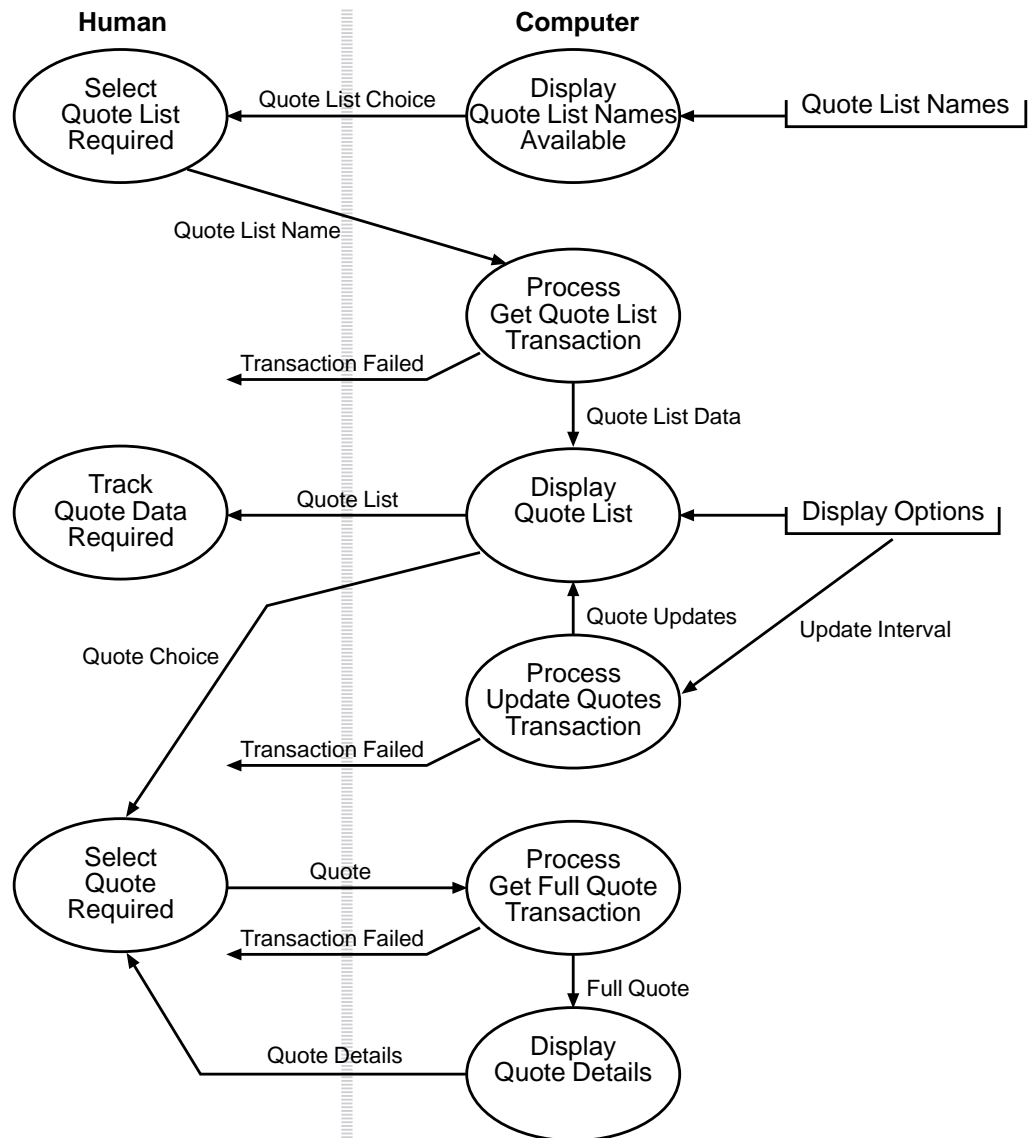 Human
Computer
Select
Quote List
Required
Quote List Choice
Display
Quote List Names
Available
Quote List Names
Quote List Name
Process
Get Quote List
Transaction
Transaction Failed
Quote List Data
Track
Quote Data
Required
Quote List
Display
Quote List
Display Options
Quote Updates
Update Interval
Quote Choice
Process
Update Quotes
Transaction
Transaction Failed
Select
Quote
Required
Quote
Process
Get Full Quote
Transaction
Transaction Failed
Full Quote
Quote Details
Display
Quote Details